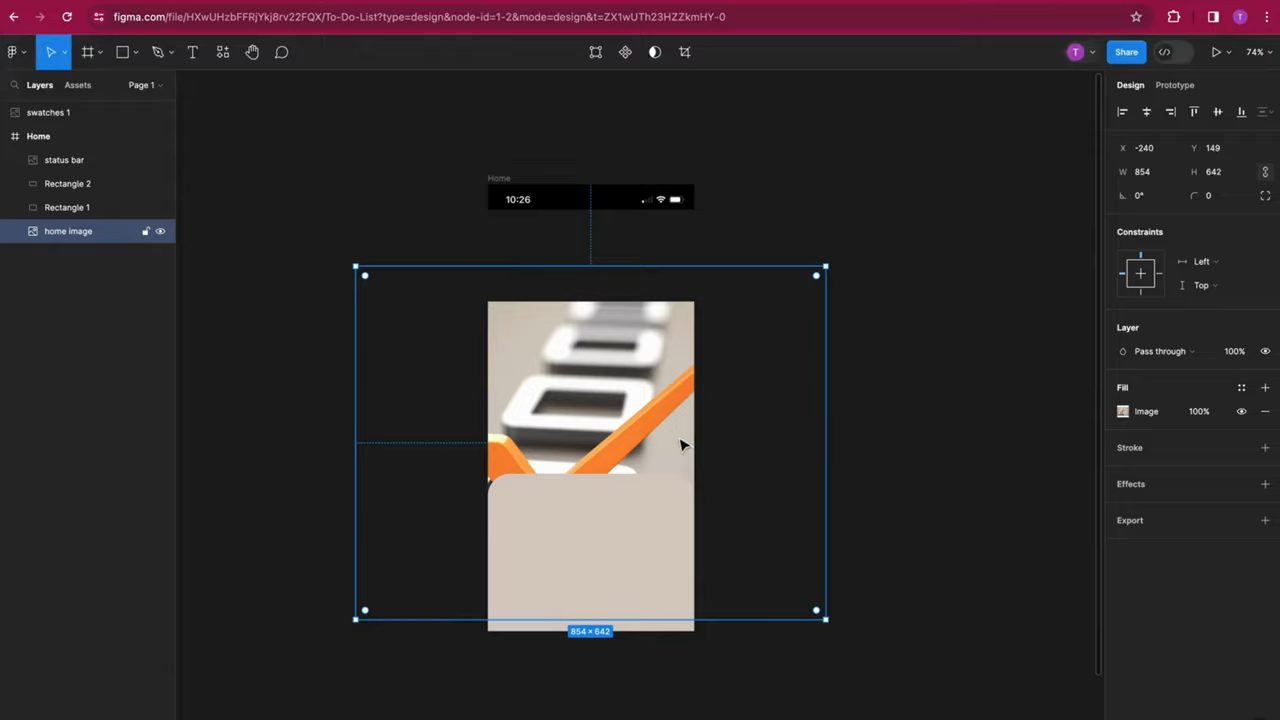 figma.com/file/HXwUHzbFFRjYkj8rv22FQX/To-Do-List?type=design&node-id=1-2&mode=design&t=ZX1wUTh23HZZkmHY-0
T
T
Share
74%
Layers
Assets
Page 1
swatches 1
Home
status bar
Rectangle 2
Rectangle 1
home image
Home
10:26
854 × 642
Design
Prototype
X -240 Y 149
W 854 H 642
0° 0
Constraints
Left
Top
Layer
Pass through 100%
Fill
Image 100%
Stroke
Effects
Export